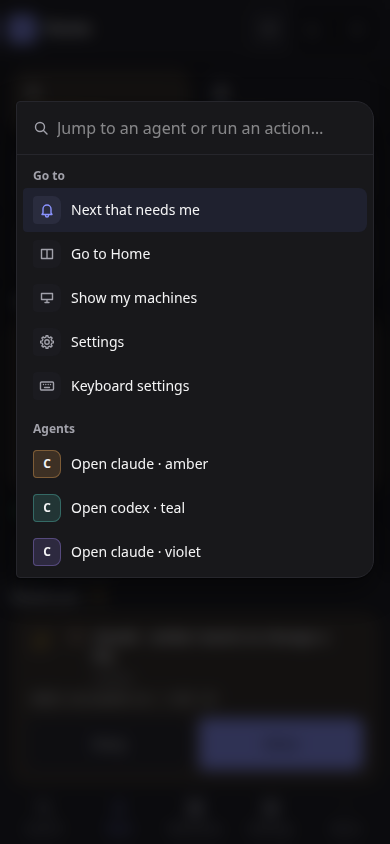 Jump to an agent or run an action...
Go to
Next that needs me
Go to Home
Show my machines
Settings
Keyboard settings
Agents
C Open claude · amber
C Open codex · teal
C Open claude · violet